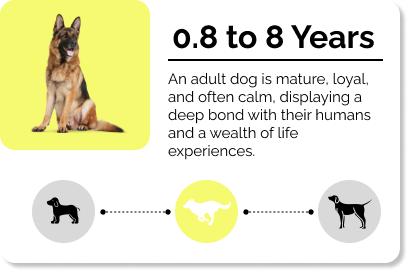 0.8 to 8 Years
An adult dog is mature, loyal,
and often calm, displaying a
deep bond with their humans
and a wealth of life
experiences.